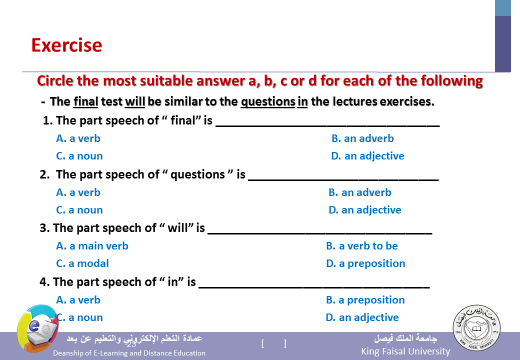 Exercise
Circle the most suitable answer a, b, c or d for each of the following
- The final test will be similar to the questions in the lectures exercises.
1. The part speech of “ final” is ______________________________
A. a verb B. an adverb
C. a noun D. an adjective
2. The part speech of “ questions ” is __________________________
A. a verb B. an adverb
C. a noun D. an adjective
3. The part speech of “ will” is ______________________________
A. a main verb B. a verb to be
C. a modal D. a preposition
4. The part speech of “ in” is ________________________________
A. a verb B. a preposition
C. a noun D. an adjective
عمادة التعلم الإلكتروني والتعليم عن بعد [ ] جامعة الملك فيصل
Deanship of E-Learning and Distance Education King Faisal University